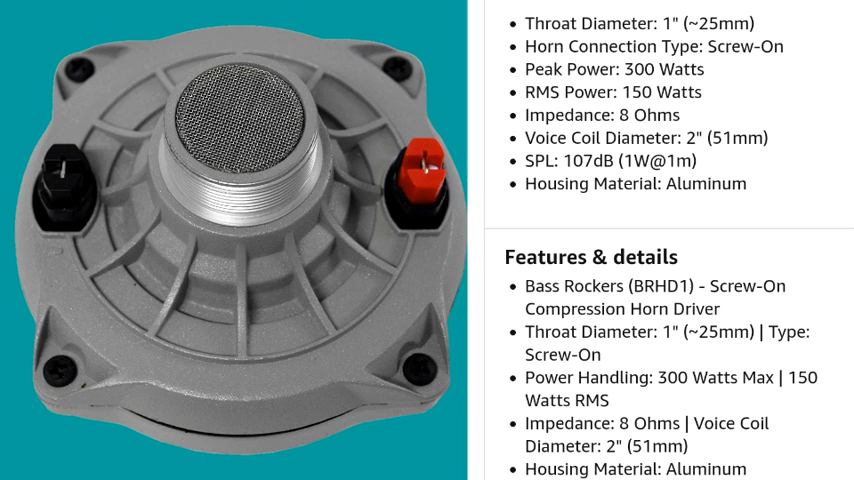 Throat Diameter: 1" (~25mm)
Horn Connection Type: Screw-On
Peak Power: 300 Watts
RMS Power: 150 Watts
Impedance: 8 Ohms
Voice Coil Diameter: 2" (51mm)
SPL: 107dB (1W@1m)
Housing Material: Aluminum
Features & details
Bass Rockers (BRHD1) - Screw-On
Compression Horn Driver
Throat Diameter: 1" (~25mm) | Type:
Screw-On
Power Handling: 300 Watts Max | 150
Watts RMS
Impedance: 8 Ohms | Voice Coil
Diameter: 2" (51mm)
Housing Material: Aluminum